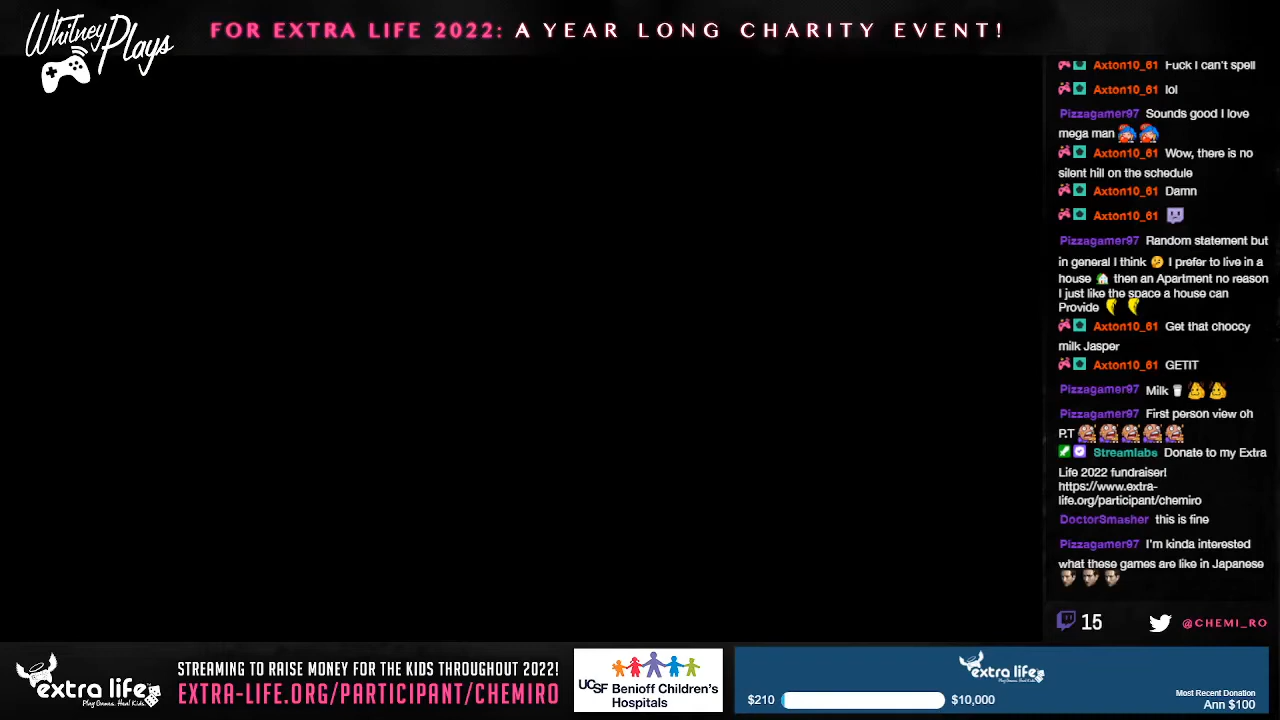 Whitney Plays
FOR EXTRA LIFE 2022: A YEAR LONG CHARITY EVENT!
Axton10_61 Fuck I can't spell
Axton10_61 lol
Pizzagamer97 Sounds good I love
mega man
Axton10_61 Wow, there is no
silent hill on the schedule
Axton10_61 Damn
Axton10_61
Pizzagamer97 Random statement but
in general I think I prefer to live in a
house then an Apartment no reason
I just like the space a house can
Provide
Axton10_61 Get that choccy
milk Jasper
Axton10_61 GETIT
Pizzagamer97 Milk
Pizzagamer97 First person view oh
P.T
Streamlabs Donate to my Extra
Life 2022 fundraiser!
https://www.extra-
life.org/participant/chemiro
DoctorSmasher this is fine
Pizzagamer97 I'm kinda interested
what these games are like in Japanese
15 @CHEMI_RO
extra life
Play Games. Heal Kids.
STREAMING TO RAISE MONEY FOR THE KIDS THROUGHOUT 2022!
EXTRA-LIFE.ORG/PARTICIPANT/CHEMIRO
UCSF Benioff Children's
Hospitals
extra life
Play Games. Heal Kids.
$210 $10,000
Most Recent Donation
Ann $100